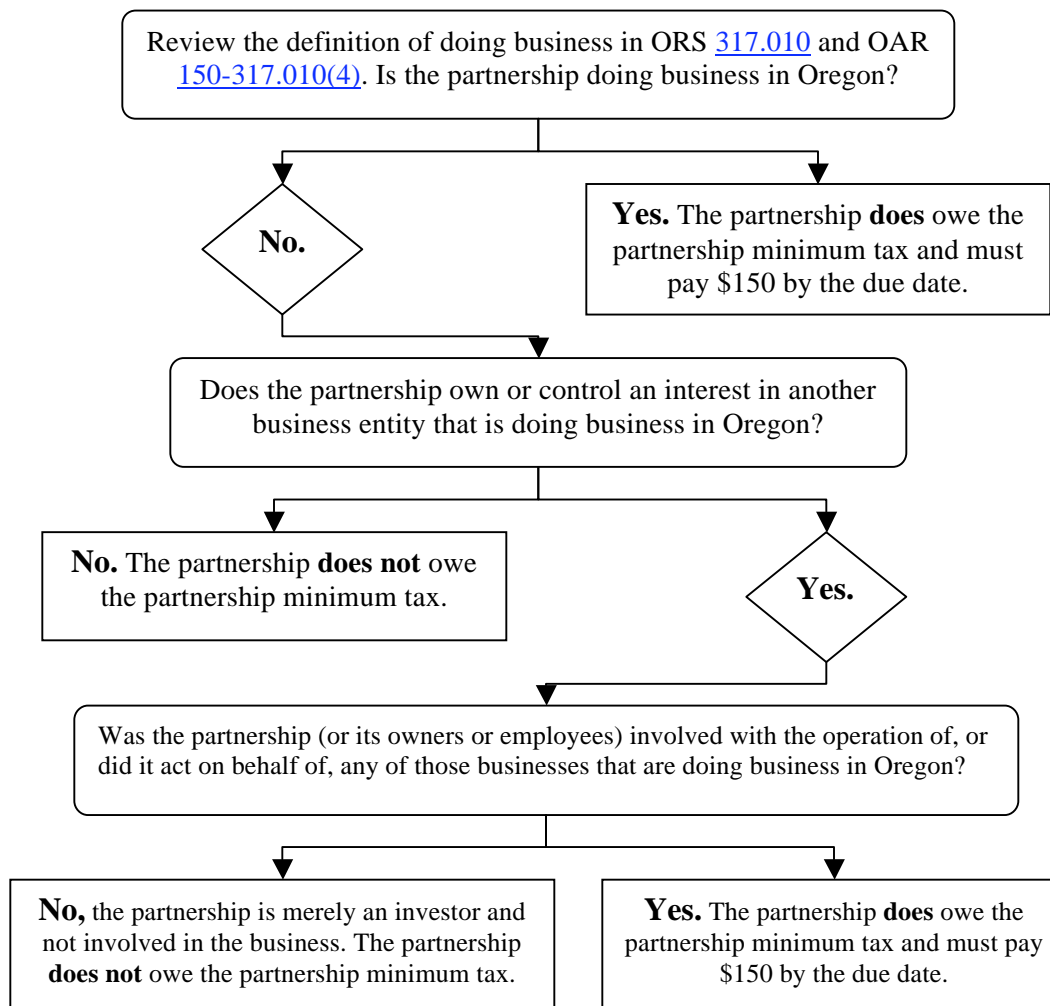 Review the definition of doing business in ORS 317.010 and OAR
150-317.010(4). Is the partnership doing business in Oregon?
No.
Yes. The partnership does owe the
partnership minimum tax and must
pay $150 by the due date.
Does the partnership own or control an interest in another
business entity that is doing business in Oregon?
No. The partnership does not owe
the partnership minimum tax.
Yes.
Was the partnership (or its owners or employees) involved with the operation of, or
did it act on behalf of, any of those businesses that are doing business in Oregon?
No, the partnership is merely an investor and
not involved in the business. The partnership
does not owe the partnership minimum tax.
Yes. The partnership does owe the
partnership minimum tax and must pay
$150 by the due date.